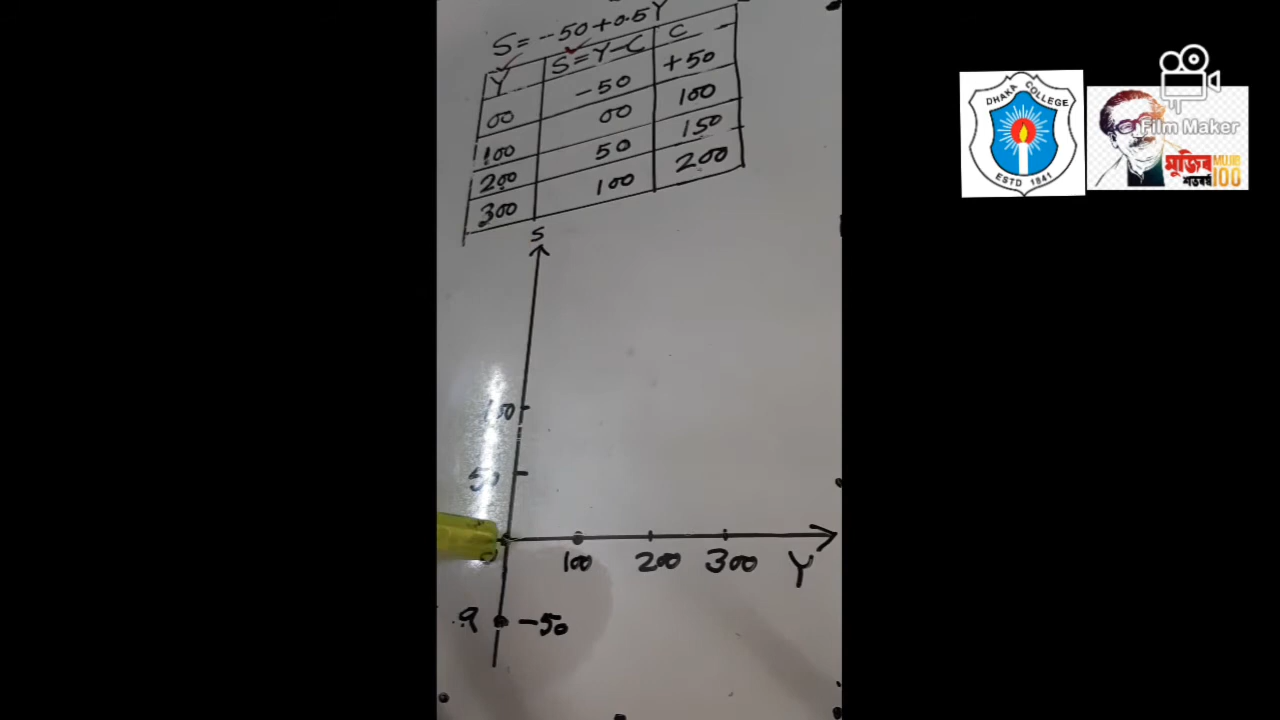 S = -50 + 0.5Y
Y S = Y - C C
00 -50 +50
100 00 100
200 50 150
300 100 200
S
100
50
0
100 200 300 Y
a -50
DHAKA COLLEGE
ESTD 1841
Film Maker
মুজিব MUJIB
শতবর্ষ 100